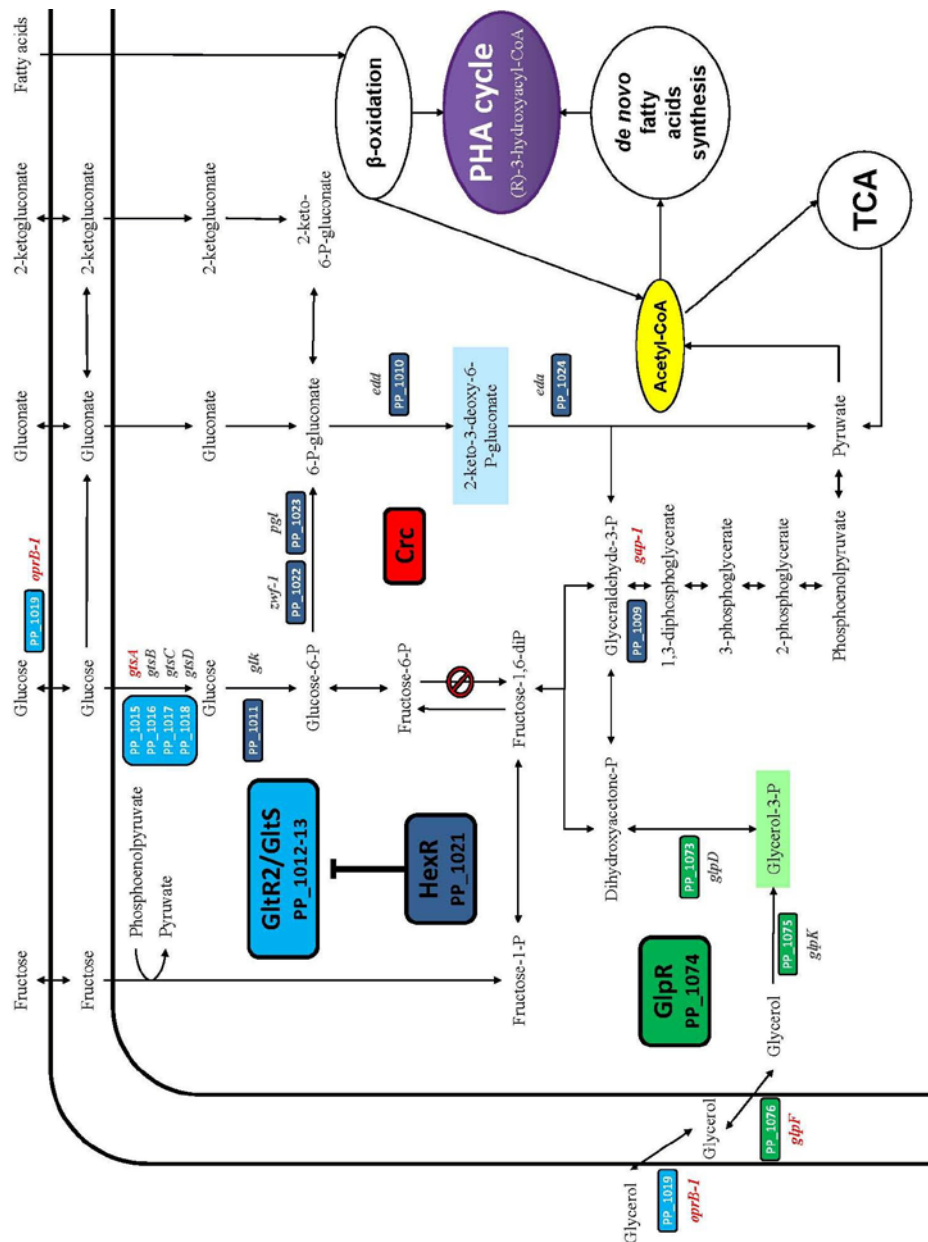 Fructose
Glucose
Gluconate
2-ketogluconate
Fatty acids
PP_1019
oprB-1
Fructose
Glucose
Gluconate
2-ketogluconate
Phosphoenolpyruvate
Pyruvate
PP_1015
PP_1016
PP_1017
PP_1018
gtsA
gtsB
gtsC
gtsD
Glucose
Gluconate
2-ketogluconate
PP_1011
glk
GltR2/GltS
PP_1012-13
zwf-1
pgl
PP_1022
PP_1023
Glucose-6-P
6-P-gluconate
2-keto-
6-P-gluconate
β-oxidation
HexR
PP_1021
Crc
edd
PP_1010
Fructose-6-P
PHA cycle
(R)-3-hydroxyacyl-CoA
Fructose-1-P
Fructose-1,6-diP
2-keto-3-deoxy-6-
P-gluconate
eda
PP_1024
de novo
fatty
acids
synthesis
Dihydroxyacetone-P
Glyceraldehyde-3-P
PP_1009
gap-1
1,3-diphosphoglycerate
3-phosphoglycerate
2-phosphoglycerate
Phosphoenolpyruvate
Pyruvate
Acetyl-CoA
TCA
GlpR
PP_1074
PP_1073
glpD
Glycerol
PP_1019
oprB-1
Glycerol
PP_1076
glpF
Glycerol
PP_1075
glpK
Glycerol-3-P